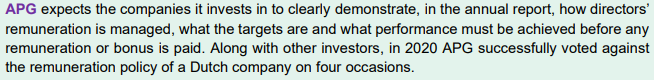 APG expects the companies it invests in to clearly demonstrate, in the annual report, how directors’
remuneration is managed, what the targets are and what performance must be achieved before any
remuneration or bonus is paid. Along with other investors, in 2020 APG successfully voted against
the remuneration policy of a Dutch company on four occasions.